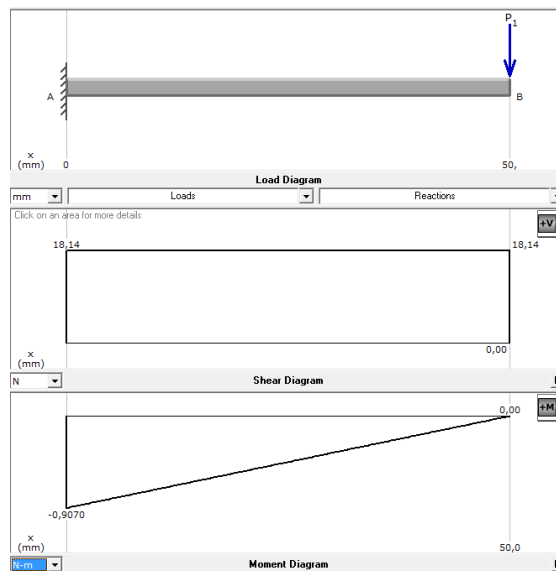 P1
A
B
x
(mm)
0
50,
Load Diagram
mm
Loads
Reactions
Click on an area for more details
+V
18,14
18,14
0,00
x
(mm)
N
Shear Diagram
0,00
+M
-0,9070
x
(mm)
50,0
N-m
Moment Diagram